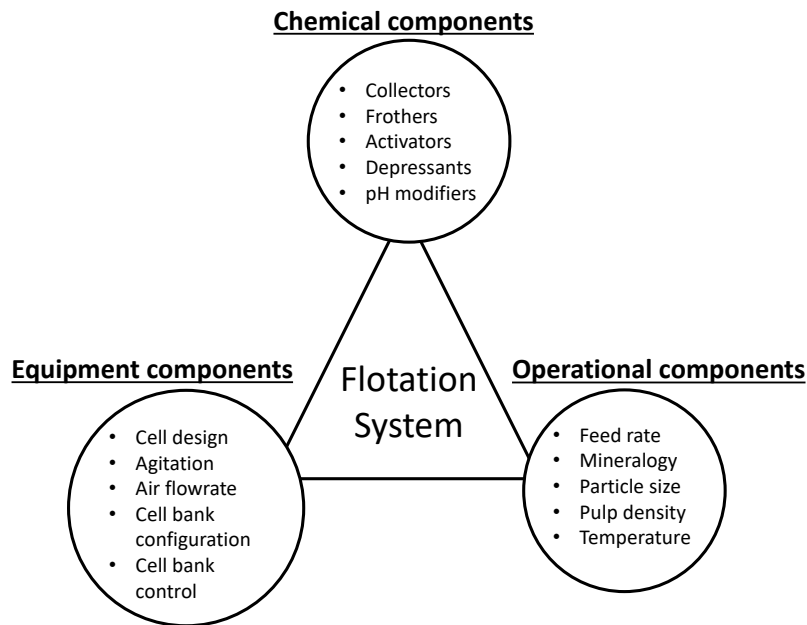 Chemical components
• Collectors
• Frothers
• Activators
• Depressants
• pH modifiers
Equipment components
• Cell design
• Agitation
• Air flowrate
• Cell bank
configuration
• Cell bank
control
Flotation
System
Operational components
• Feed rate
• Mineralogy
• Particle size
• Pulp density
• Temperature